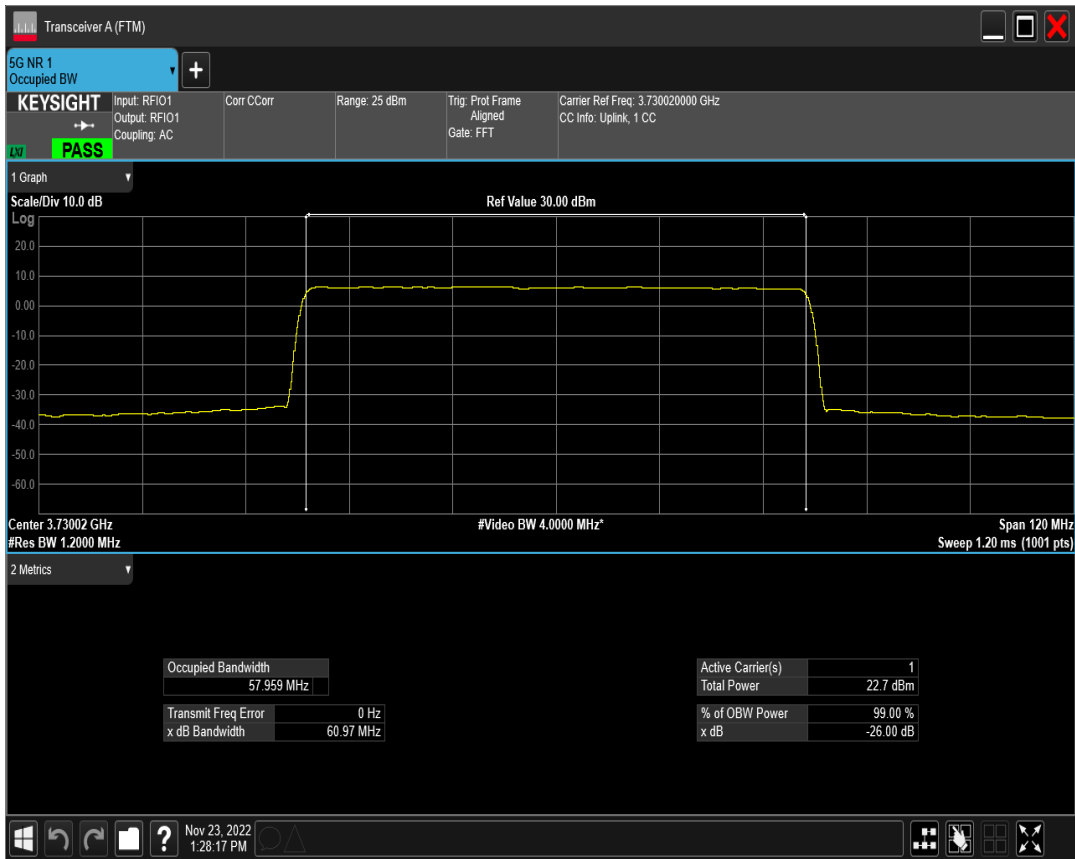 Transceiver A (FTM)
5G NR 1
Occupied BW
+
KEYSIGHT
LXI
PASS
Input: RFIO1
Output: RFIO1
Coupling: AC
Corr CCorr
Range: 25 dBm
Trig: Prot Frame
Aligned
Gate: FFT
Carrier Ref Freq: 3.730020000 GHz
CC Info: Uplink, 1 CC
1 Graph
Scale/Div 10.0 dB
Ref Value 30.00 dBm
Log
20.0
10.0
0.00
-10.0
-20.0
-30.0
-40.0
-50.0
-60.0
Center 3.73002 GHz
#Video BW 4.0000 MHz*
Span 120 MHz
#Res BW 1.2000 MHz
Sweep 1.20 ms (1001 pts)
2 Metrics
Occupied Bandwidth
57.959 MHz
Transmit Freq Error 0 Hz
x dB Bandwidth 60.97 MHz
Active Carrier(s) 1
Total Power 22.7 dBm
% of OBW Power 99.00 %
x dB -26.00 dB
?
Nov 23, 2022
1:28:17 PM